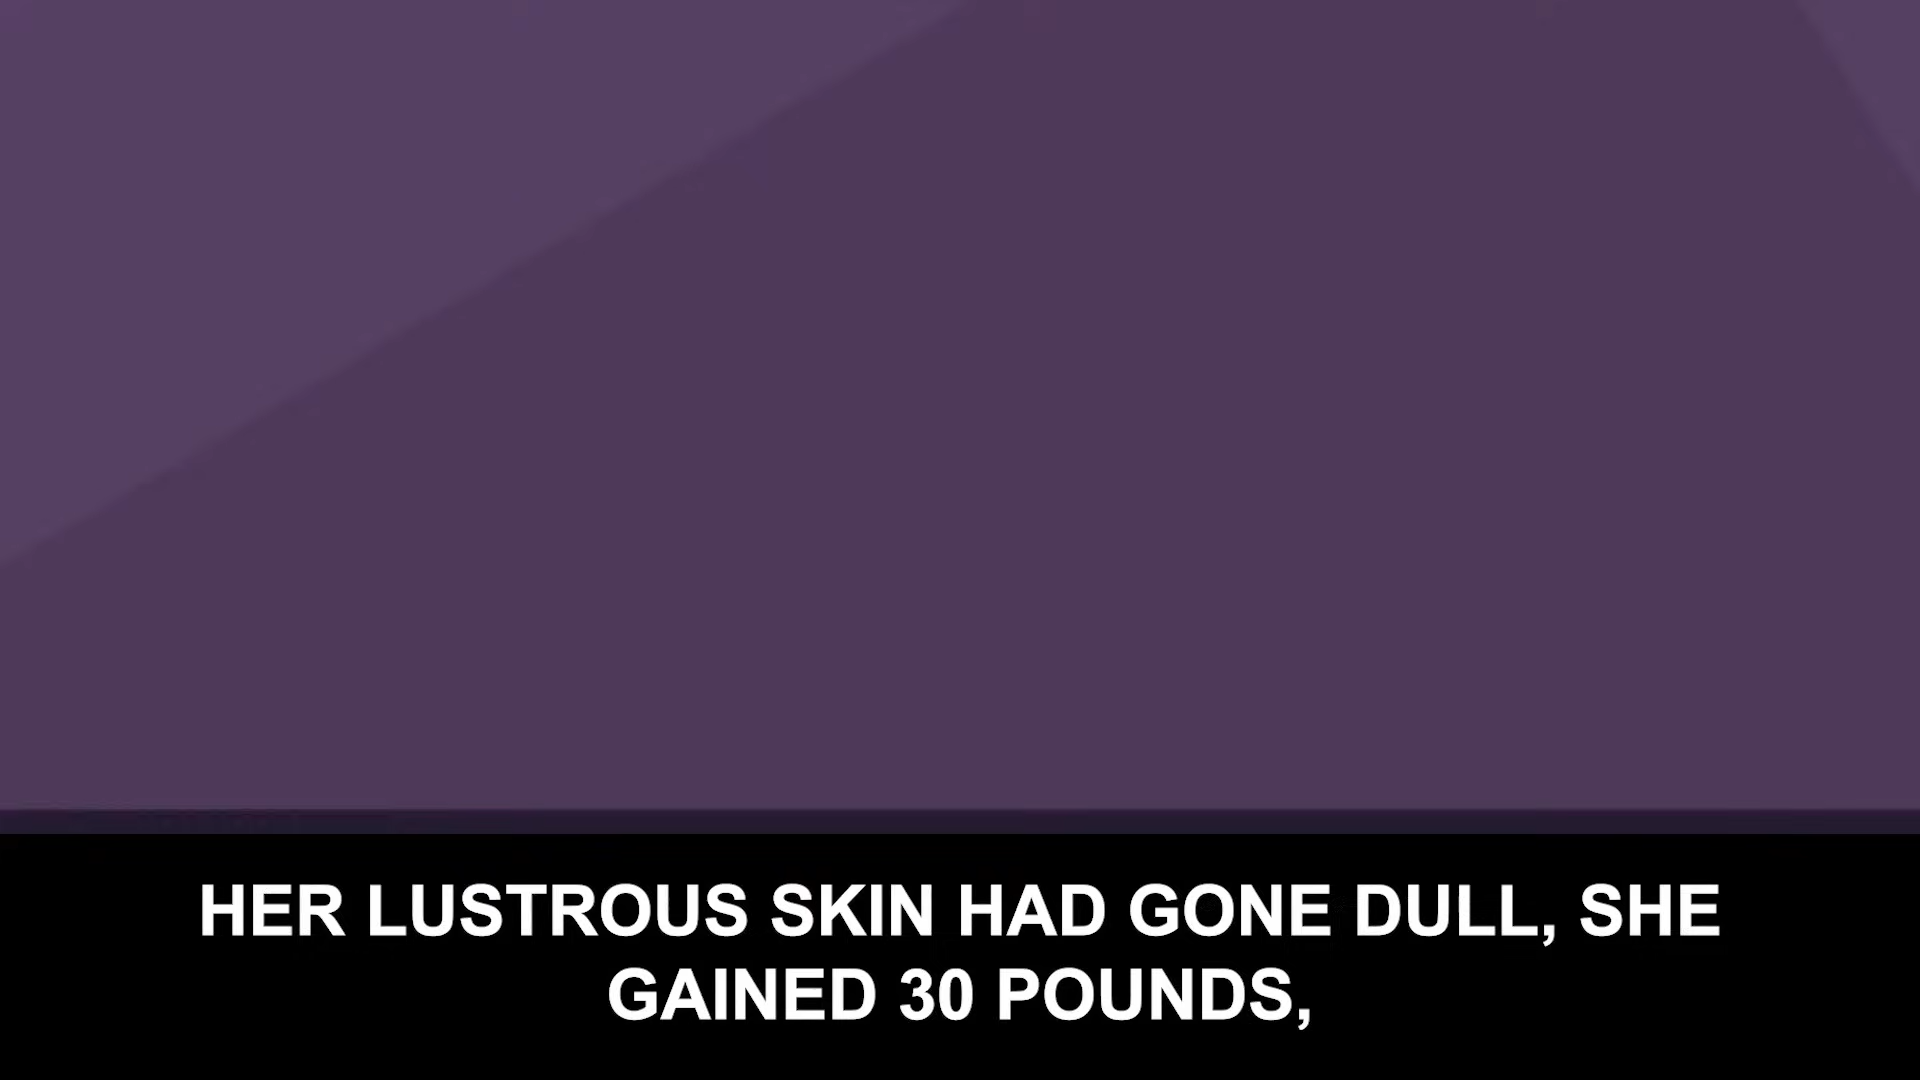 HER LUSTROUS SKIN HAD GONE DULL, SHE
GAINED 30 POUNDS,